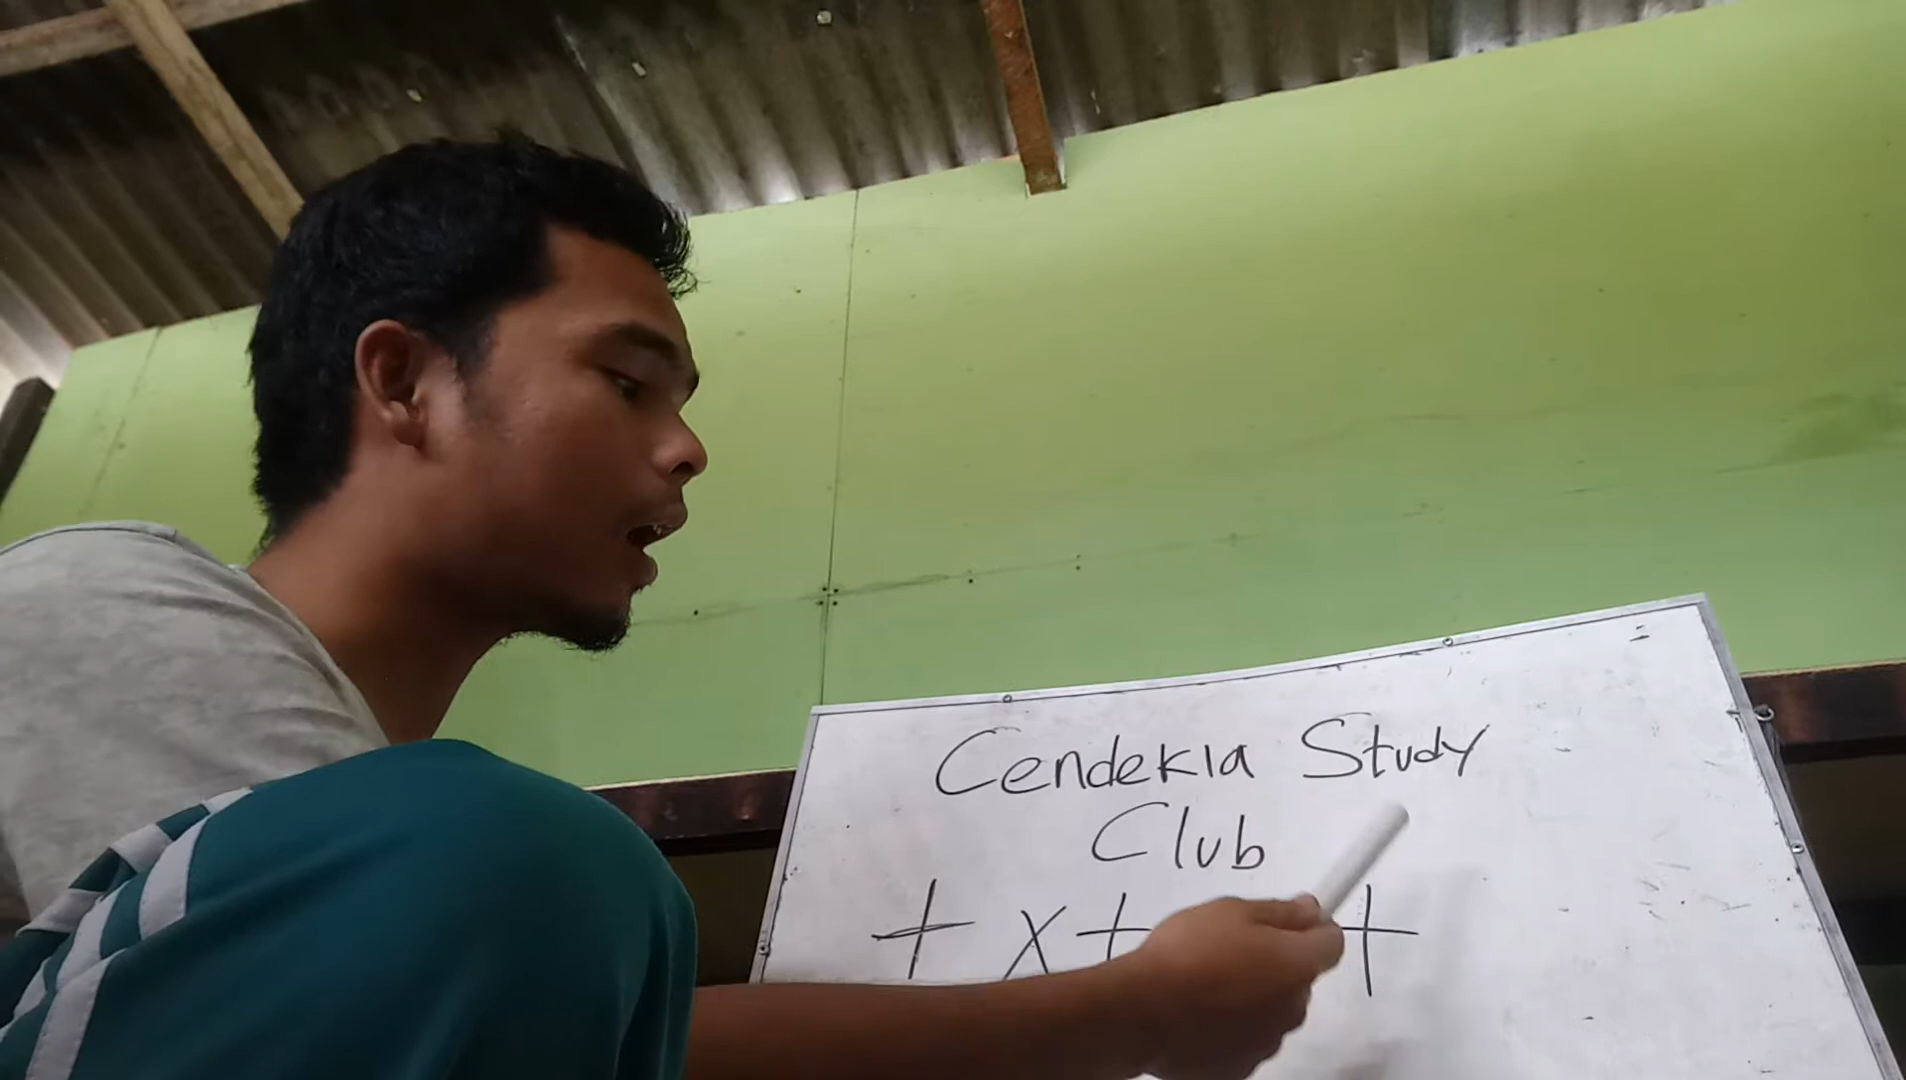 Cendekia Study
Club
+ x + +